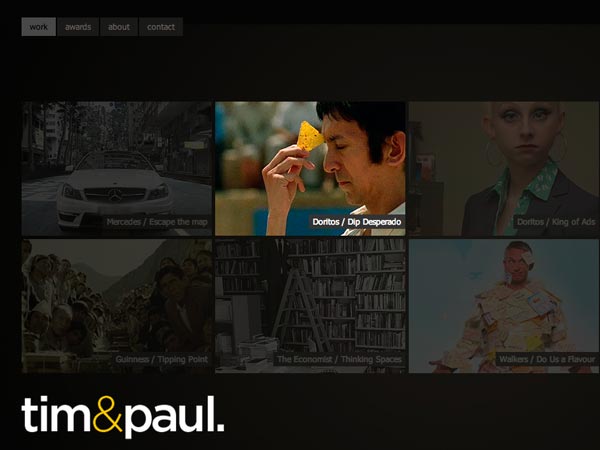 work
awards
about
contact
Mercedes / Escape the map
Doritos / Dip Desperado
Doritos / King of Ads
Guinness / Tipping Point
The Economist / Thinking Spaces
Walkers / Do Us a Flavour
tim&paul.